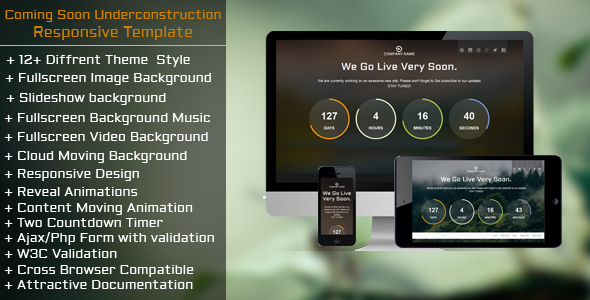 Coming Soon Underconstruction
Responsive Template
+ 12+ Diffrent Theme Style
+ Fullscreen Image Background
+ Slideshow background
+ Fullscreen Background Music
+ Fullscreen Video Background
+ Cloud Moving Background
+ Responsive Design
+ Reveal Animations
+ Content Moving Animation
+ Two Countdown Timer
+ Ajax/Php Form with validation
+ W3C Validation
+ Cross Browser Compatible
+ Attractive Documentation
COMPANY NAME
We Go Live Very Soon.
We are currently working on an awesome new site. Please don't forget to Subscribe to our updates
STAY TUNED!
127
DAYS
4
HOURS
16
MINUTES
40
SECONDS
We Go Live
Very Soon.
127
We Go Live Very Soon.
127
DAYS
4
HOURS
16
MINUTES
43
SECONDS